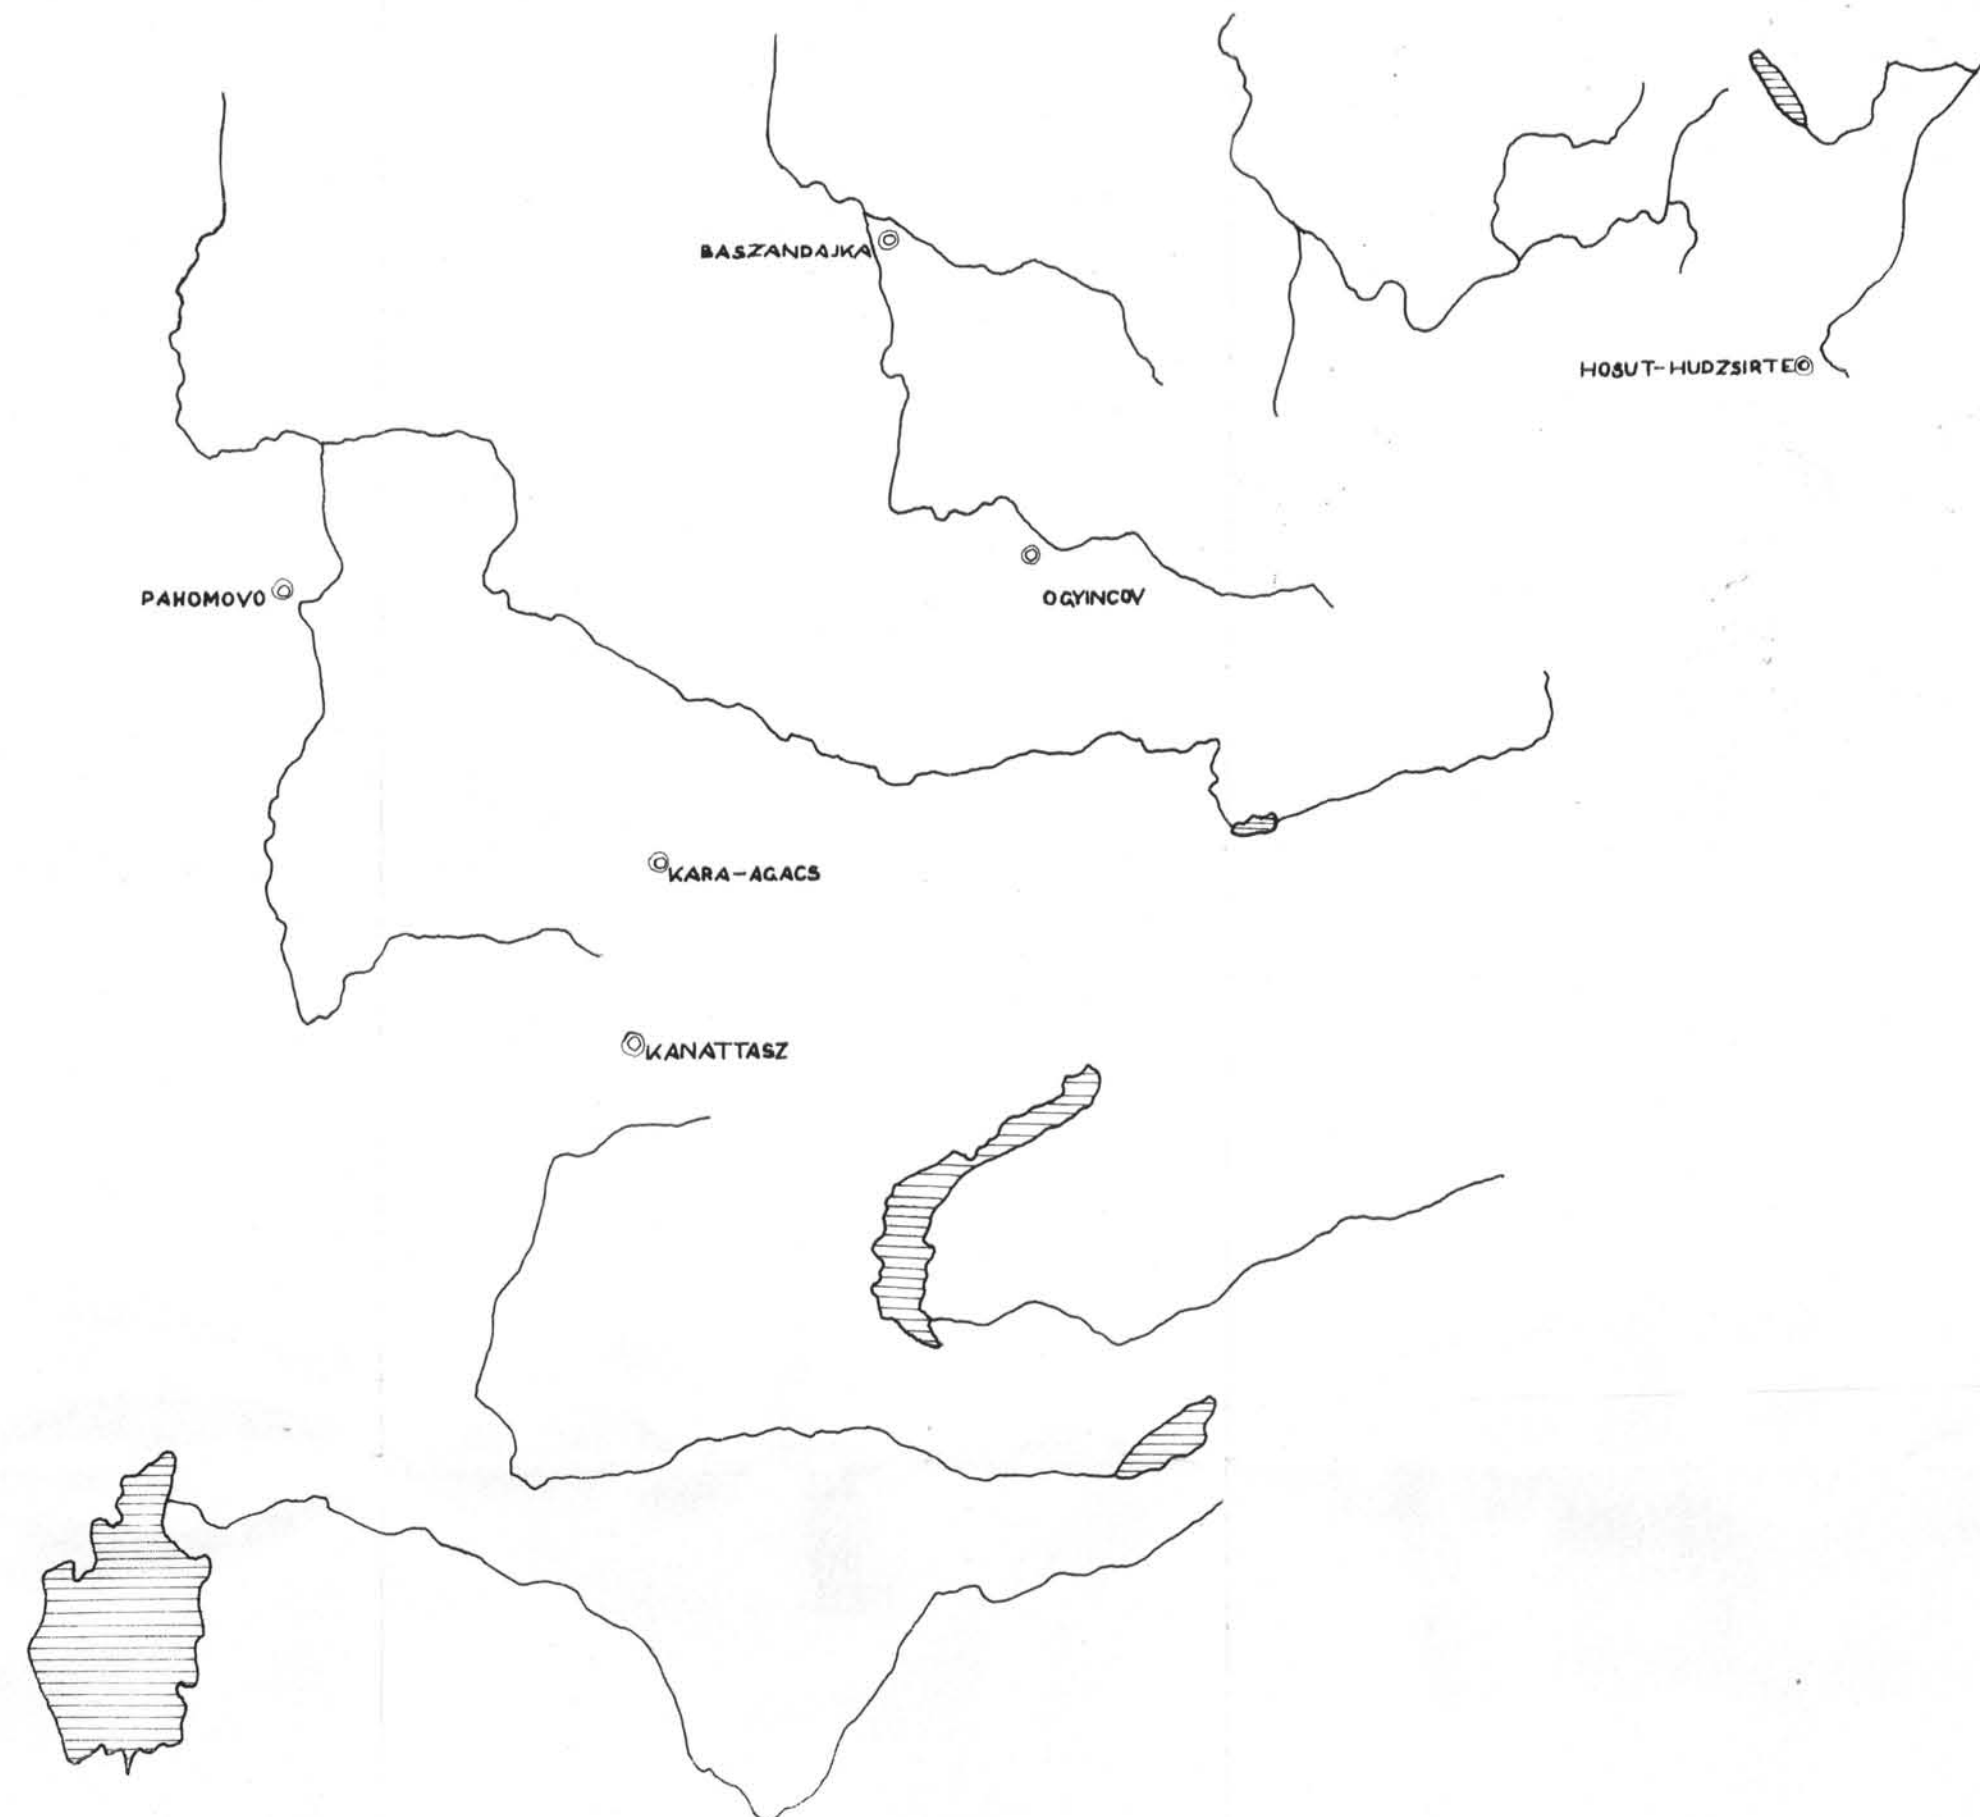 BASZANDAJKA
HOSUT-HUDZSIRTE
PAHOMOVO
OGYINCOV
KARA-AGACS
KANATTASZ